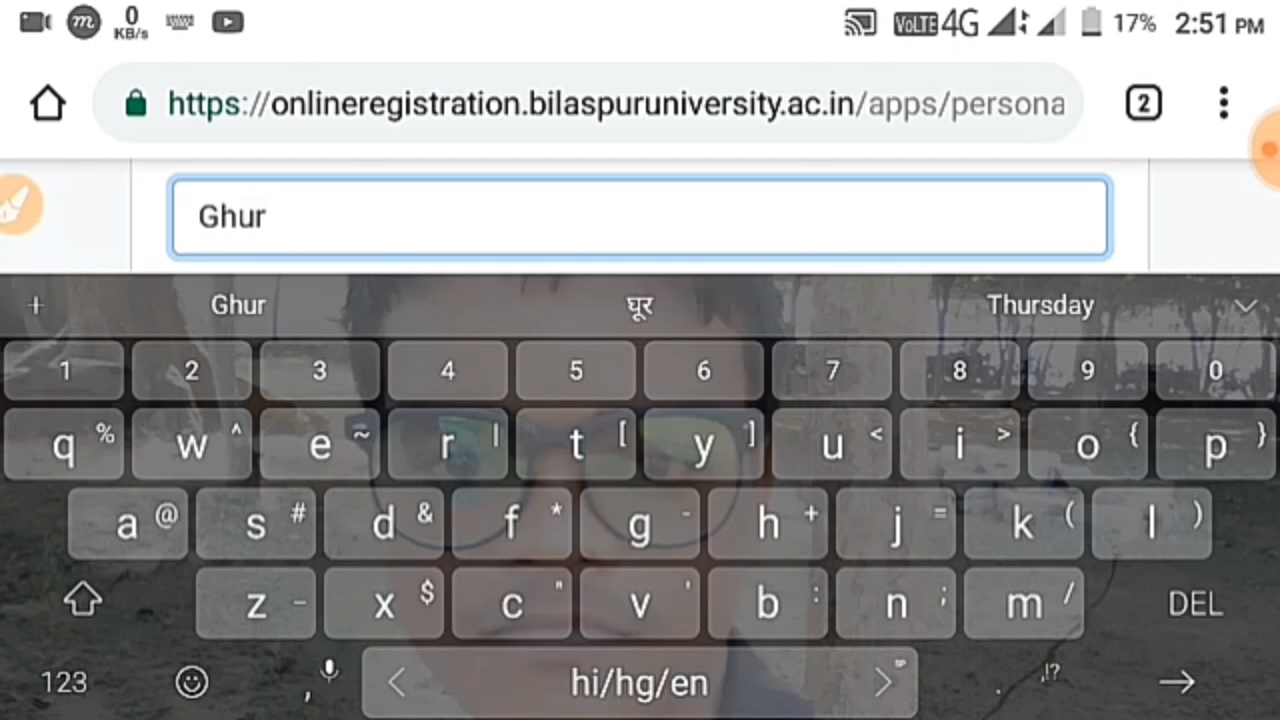 m 0 KB/s VoLTE 4G 17% 2:51 PM
https://onlineregistration.bilaspuruniversity.ac.in/apps/persona 2
Ghur
+ Ghur घूर Thursday
1 2 3 4 5 6 7 8 9 0
q % w ^ e ~ r | t [ y ] u < i > o { p }
a @ s # d & f * g - h + j = k ( l )
z _ x $ c " v ' b : n ; m / DEL
123 , < hi/hg/en > . ,!?